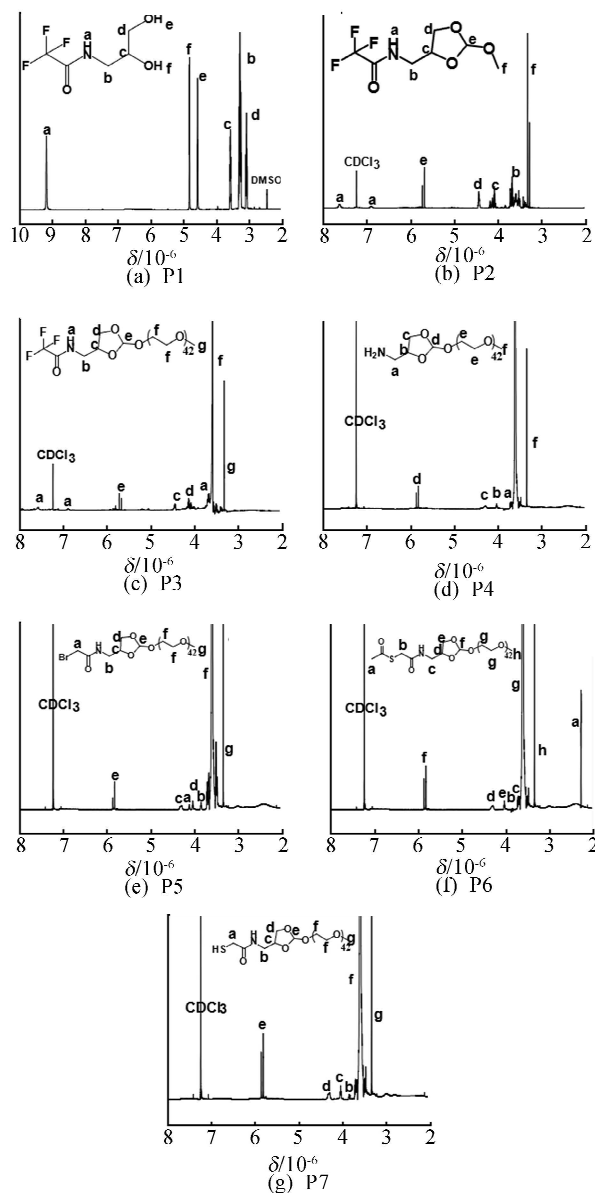 F F F O a H N b c d OH e OH f
a f e c b d DMSO
10 9 8 7 6 5 4 3 2
δ/10⁻⁶
(a) P1
F F F O a H N b c d O O e O f
a CDCl3 a e d c b f
8 7 6 5 4 3 2
δ/10⁻⁶
(b) P2
F F F O a H N b c d O O e O f f O 42 g
a CDCl3 a e c d a f g
8 7 6 5 4 3 2
δ/10⁻⁶
(c) P3
H2N a b c O O d O e e O 42 f
CDCl3 d c b a f
8 7 6 5 4 3 2
δ/10⁻⁶
(d) P4
Br a O H N b c d O O e O f f O 42 g
CDCl3 e c a d b f g
8 7 6 5 4 3 2
δ/10⁻⁶
(e) P5
a O S b O H N c d e O O f O g g O 42 h
CDCl3 f d e b c g h a
8 7 6 5 4 3 2
δ/10⁻⁶
(f) P6
HS a O H N b c d O O e O f f O 42 g
CDCl3 e d c b f g
8 7 6 5 4 3 2
δ/10⁻⁶
(g) P7